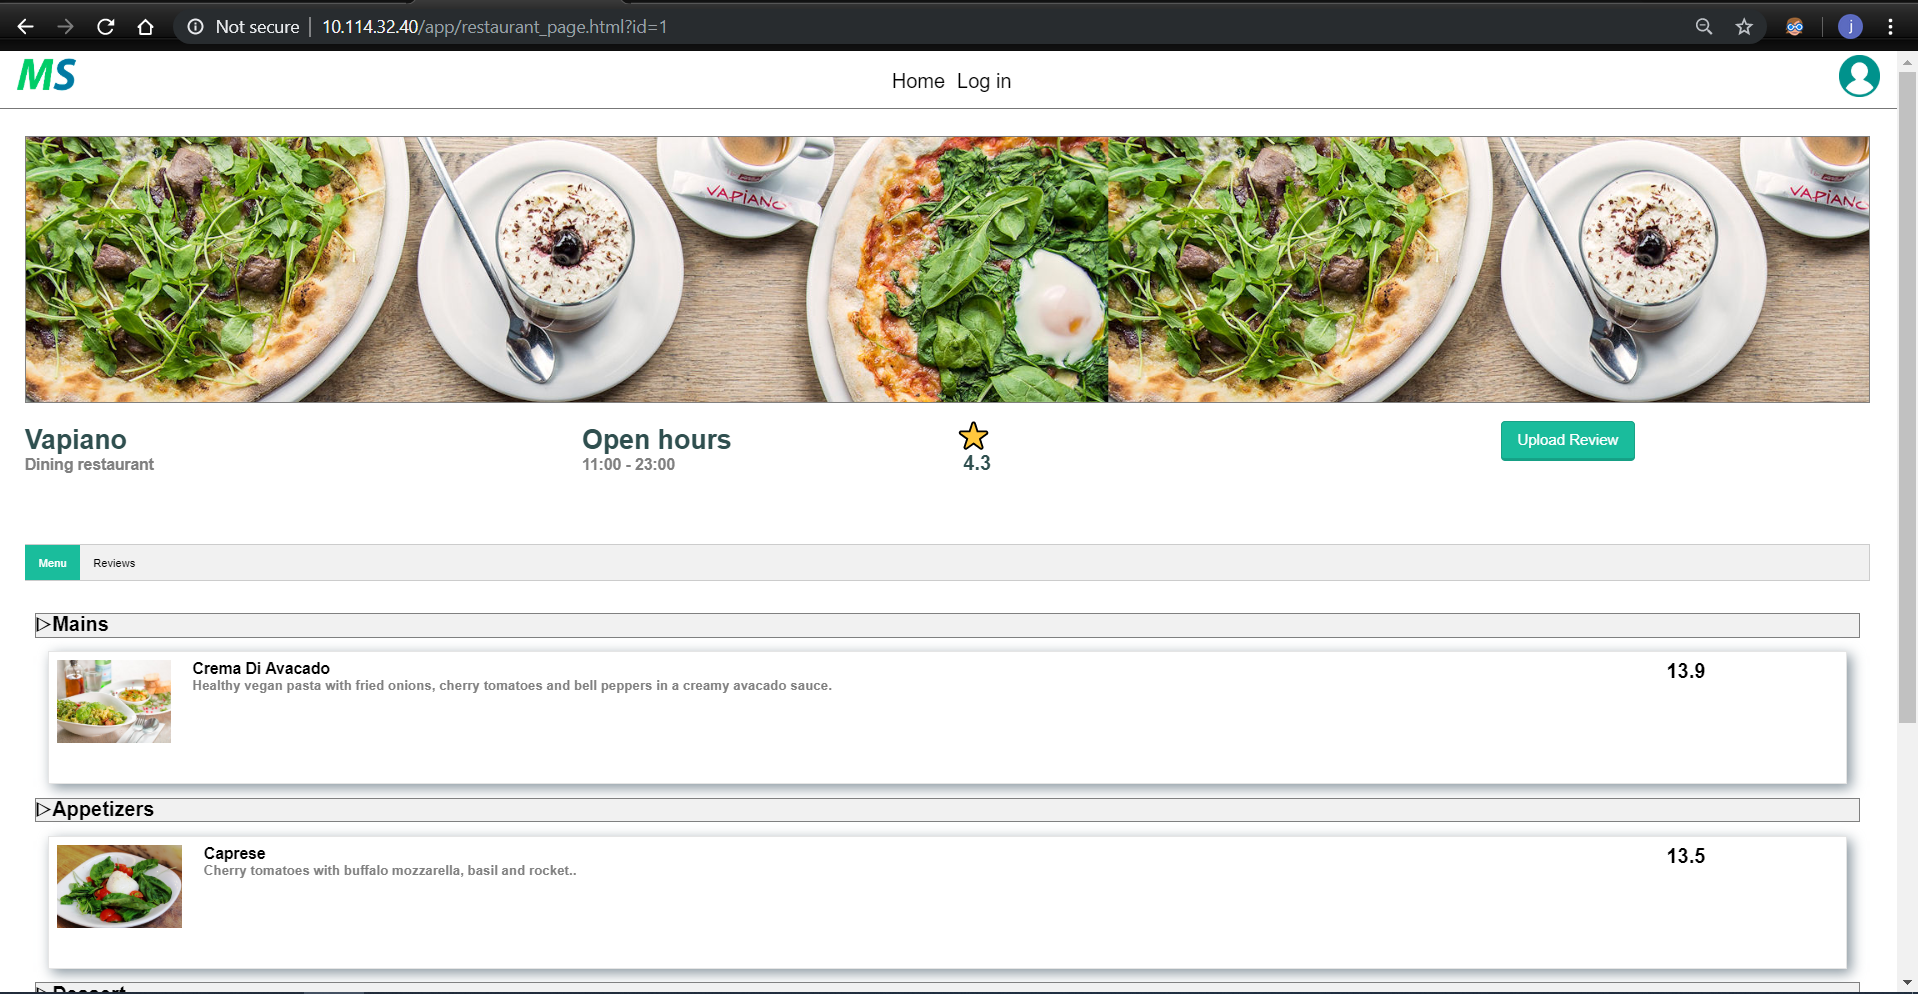 Not secure | 10.114.32.40/app/restaurant_page.html?id=1
j
MS
Home Log in
VAPIANO
VAPIANO
Vapiano
Dining restaurant
Open hours
11:00 - 23:00
4.3
Upload Review
Menu
Reviews
Mains
Crema Di Avacado
Healthy vegan pasta with fried onions, cherry tomatoes and bell peppers in a creamy avacado sauce.
13.9
Appetizers
Caprese
Cherry tomatoes with buffalo mozzarella, basil and rocket..
13.5
Dessert